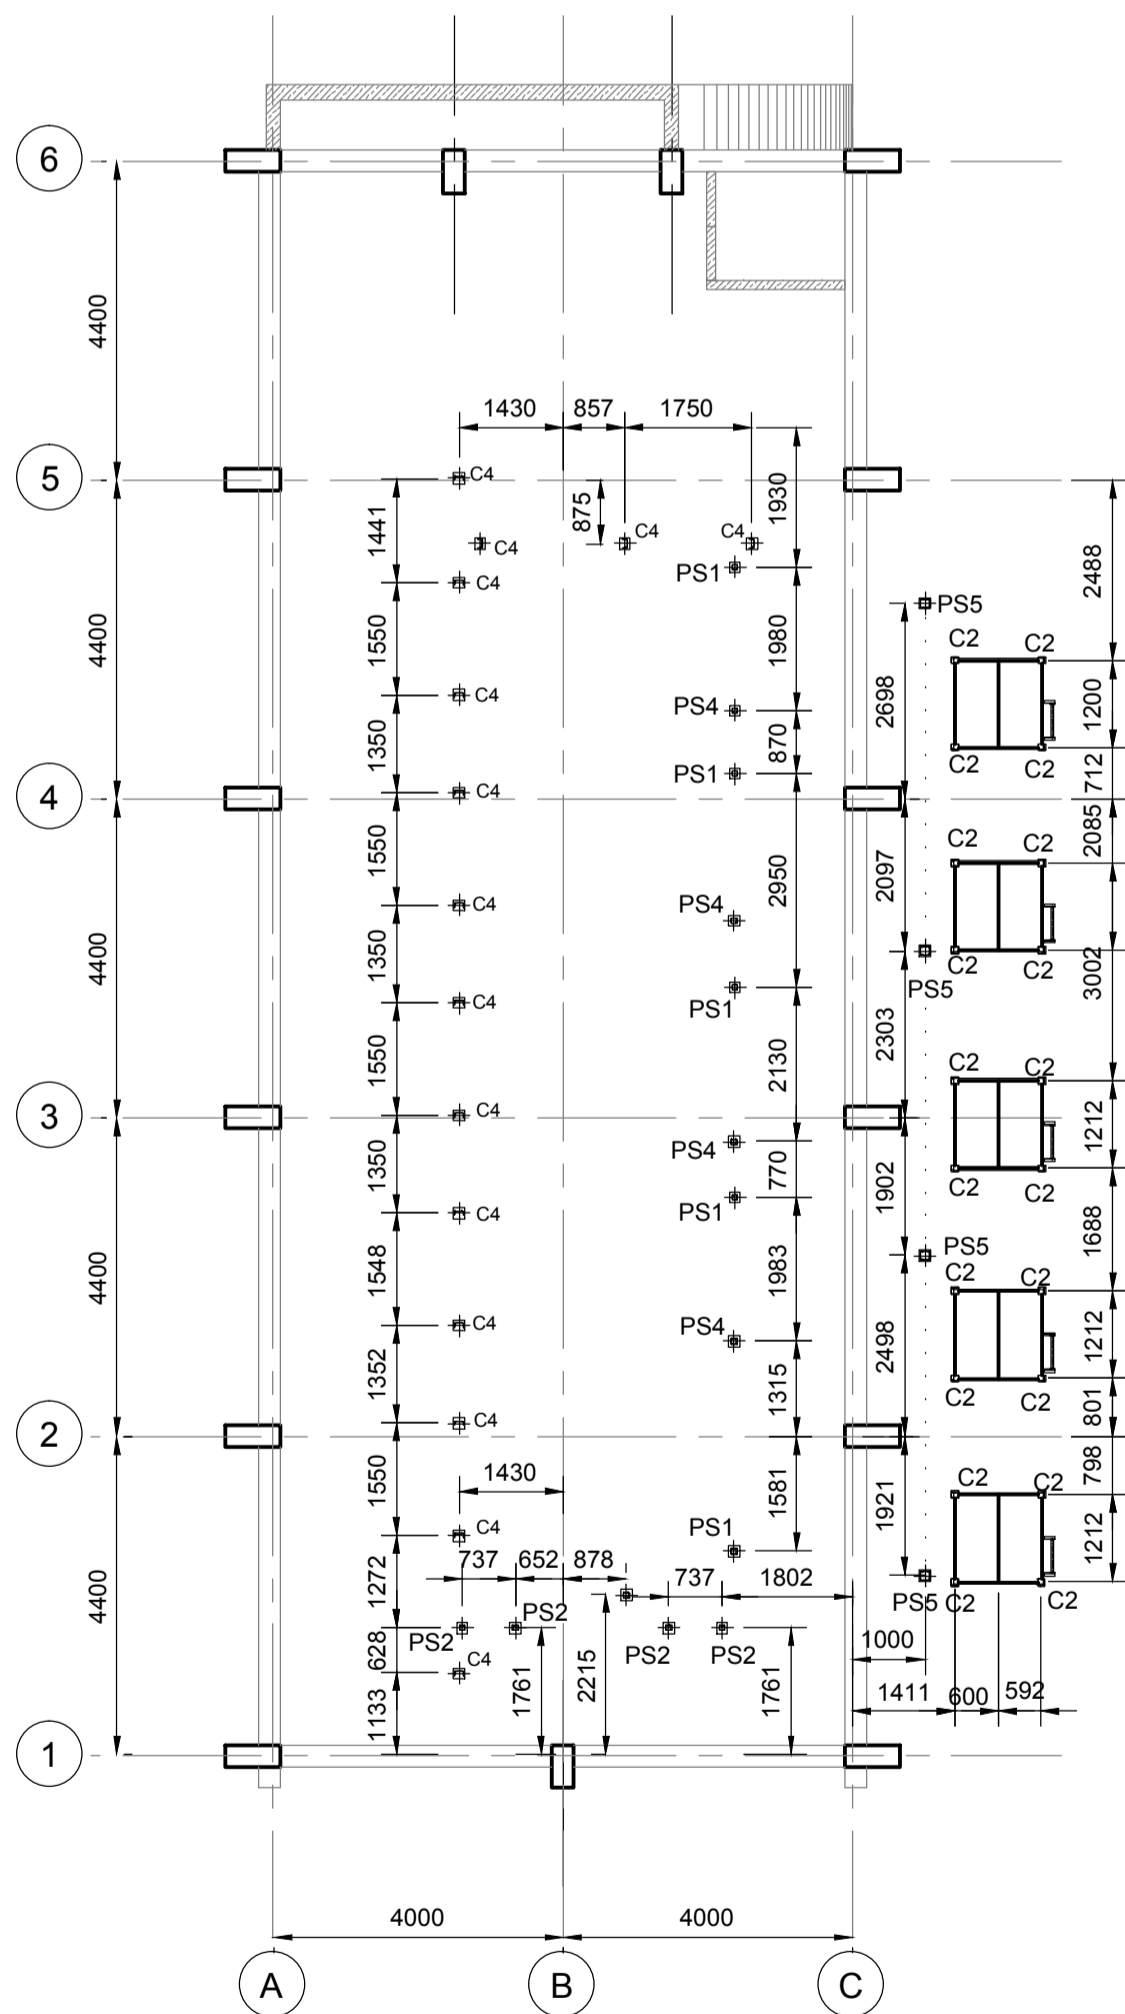 6
4400
1430 857 1750
5
C4
875
1930
C4 C4
C4
1441
PS1
2488
C4
PS5
4400
1550
1980
C2 C2
2698
1200
C4
PS4
1350
870
C2 C2
712
PS1
4
C4
2085
C2 C2
1550
2950
2097
4400
PS4
C4
C2 C2
3002
1350
PS5
C4
PS1
2303
1550
2130
C2 C2
3
C4
1212
PS4
770
1902
C2 C2
1350
PS1
C4
1688
PS5
1548
1983
C2 C2
4400
C4
PS4
2498
1212
1352
1315
C2 C2
801
2
C4
1430
1550
1581
798
C2 C2
1921
C4
PS1
1212
737 652 878
737 1802
1272
PS5 C2 C2
4400
PS2
PS2
PS2 PS2
628
C4
1000
1761
2215
1761
1133
1411 600 592
1
4000 4000
A B C